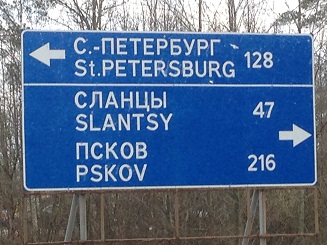 С.-ПЕТЕРБУРГ
St.PETERSBURG 128
СЛАНЦЫ
SLANTSY 47
ПСКОВ
PSKOV 216